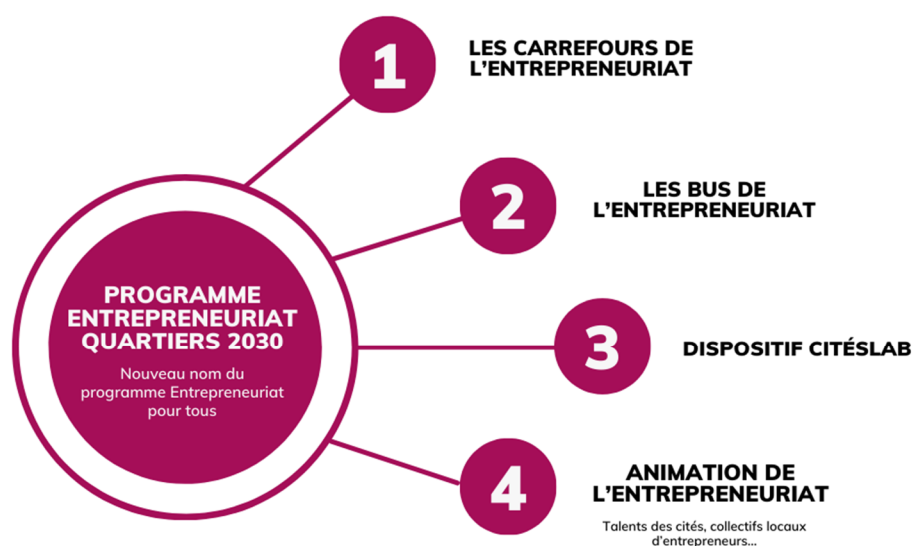 1
LES CARREFOURS DE
L'ENTREPRENEURIAT
2
LES BUS DE
L'ENTREPRENEURIAT
PROGRAMME
ENTREPRENEURIAT
QUARTIERS 2030
Nouveau nom du
programme Entrepreneuriat
pour tous
3
DISPOSITIF CITÉSLAB
4
ANIMATION DE
L'ENTREPRENEURIAT
Talents des cités, collectifs locaux
d'entrepreneurs...